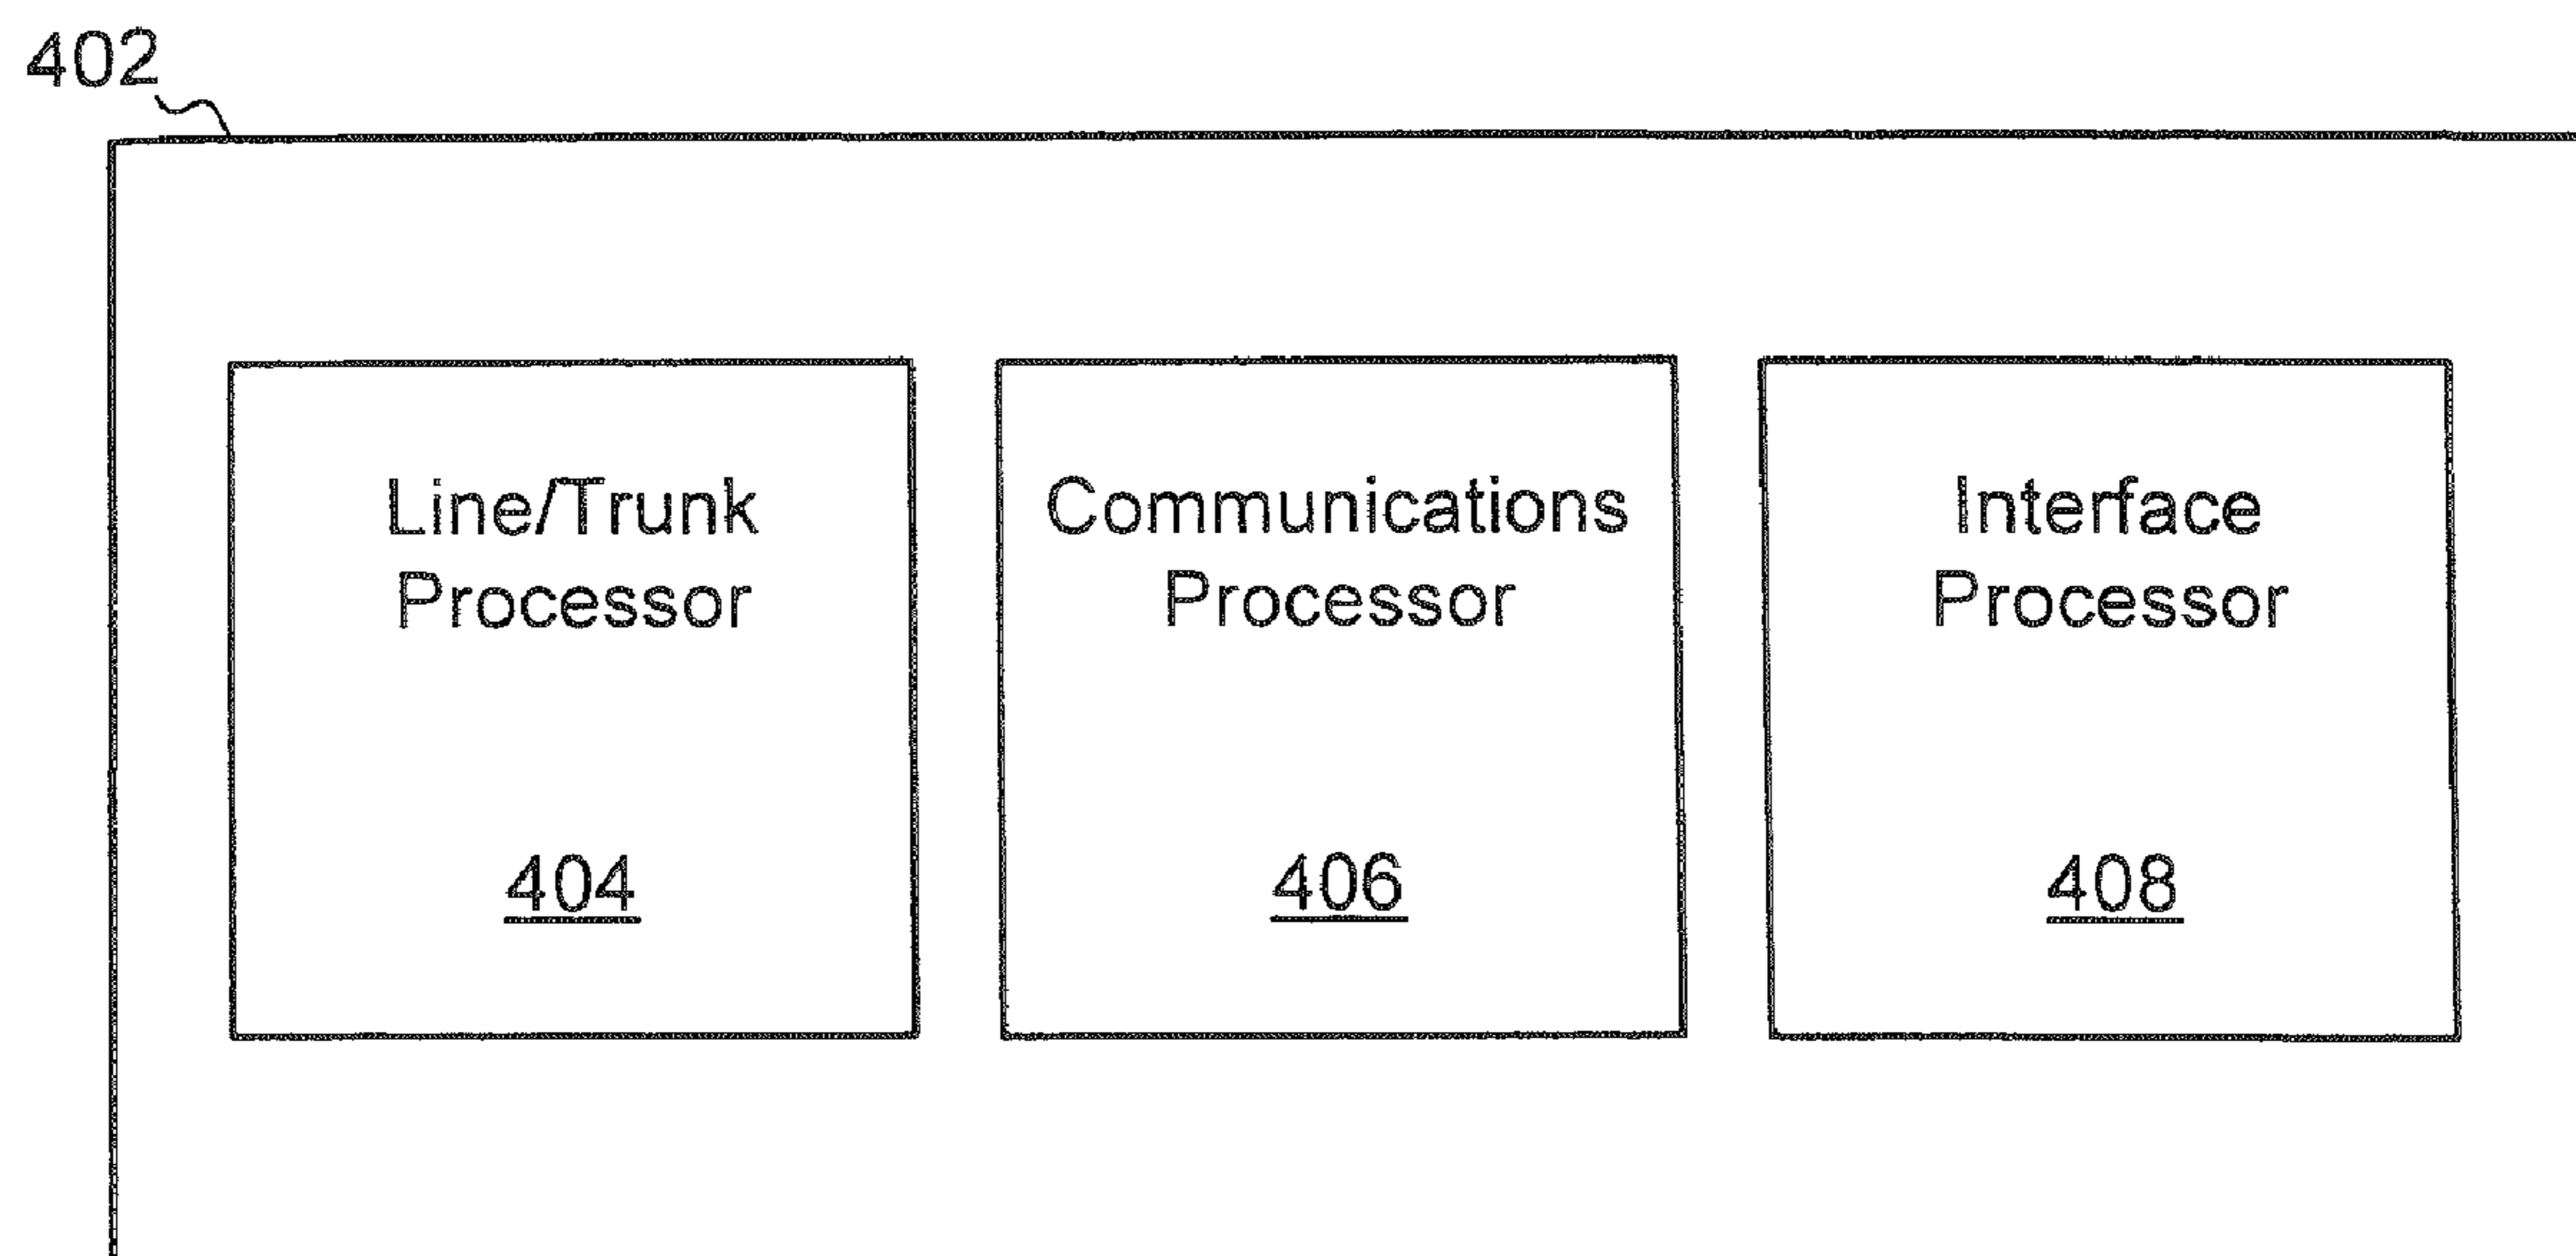 402
Line/Trunk
Processor
404
Communications
Processor
406
Interface
Processor
408